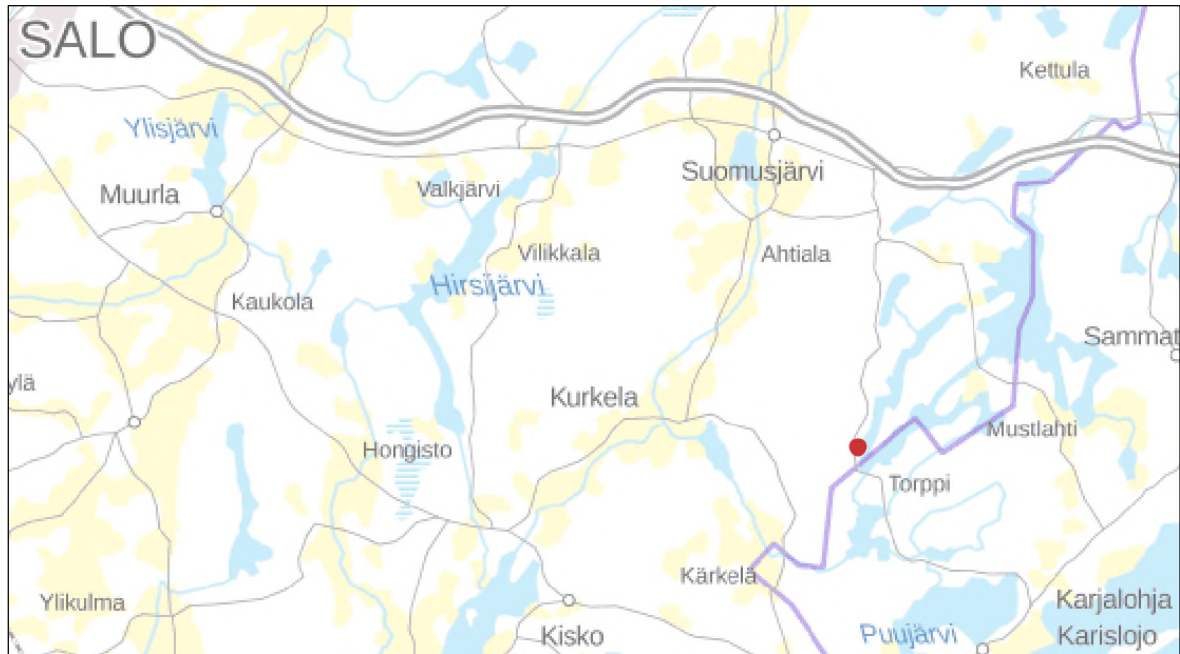 SALO
Kettula
Ylisjärvi
Suomusjärvi
Muurla
Valkjärvi
Vilikkala
Ahtiala
Hirsijärvi
Kaukola
Sammat
ylä
Kurkela
Mustlahti
Hongisto
Torppi
Kärkelä
Ylikulma
Karjalohja
Kisko
Puujärvi
Karislojo